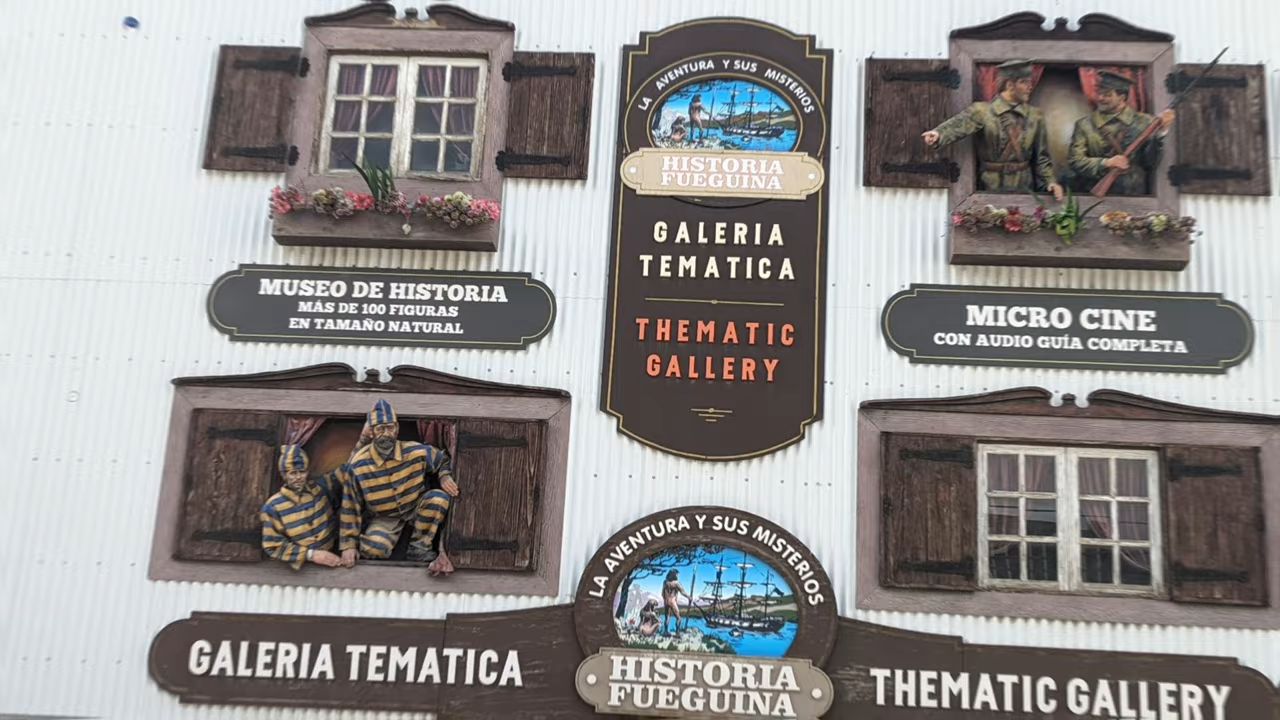 LA AVENTURA Y SUS MISTERIOS
HISTORIA
FUEGUINA
GALERIA
TEMATICA
THEMATIC
GALLERY
MUSEO DE HISTORIA
MÁS DE 100 FIGURAS
EN TAMAÑO NATURAL
MICRO CINE
CON AUDIO GUÍA COMPLETA
LA AVENTURA Y SUS MISTERIOS
HISTORIA
FUEGUINA
GALERIA TEMATICA
THEMATIC GALLERY